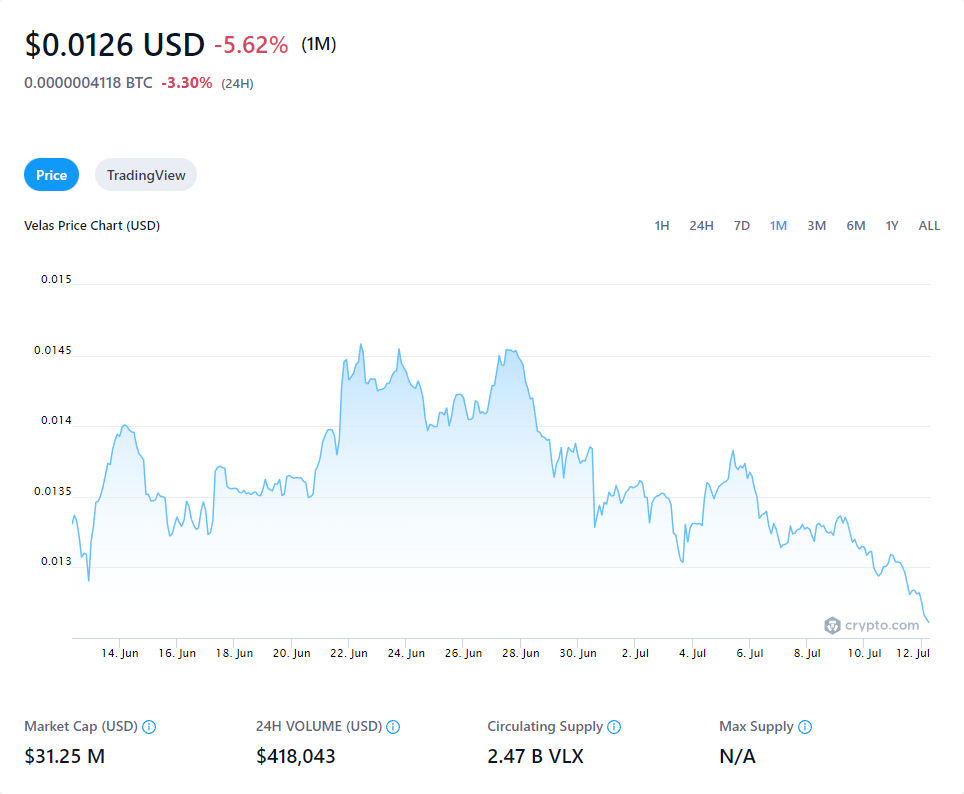 $0.0126 USD -5.62% (1M)
0.0000004118 BTC -3.30% (24H)
Price TradingView
Velas Price Chart (USD) 1H 24H 7D 1M 3M 6M 1Y ALL
0.015
0.0145
0.014
0.0135
0.013
crypto.com
14. Jun 16. Jun 18. Jun 20. Jun 22. Jun 24. Jun 26. Jun 28. Jun 30. Jun 2. Jul 4. Jul 6. Jul 8. Jul 10. Jul 12. Jul
Market Cap (USD) 24H VOLUME (USD) Circulating Supply Max Supply
$31.25 M $418,043 2.47 B VLX N/A